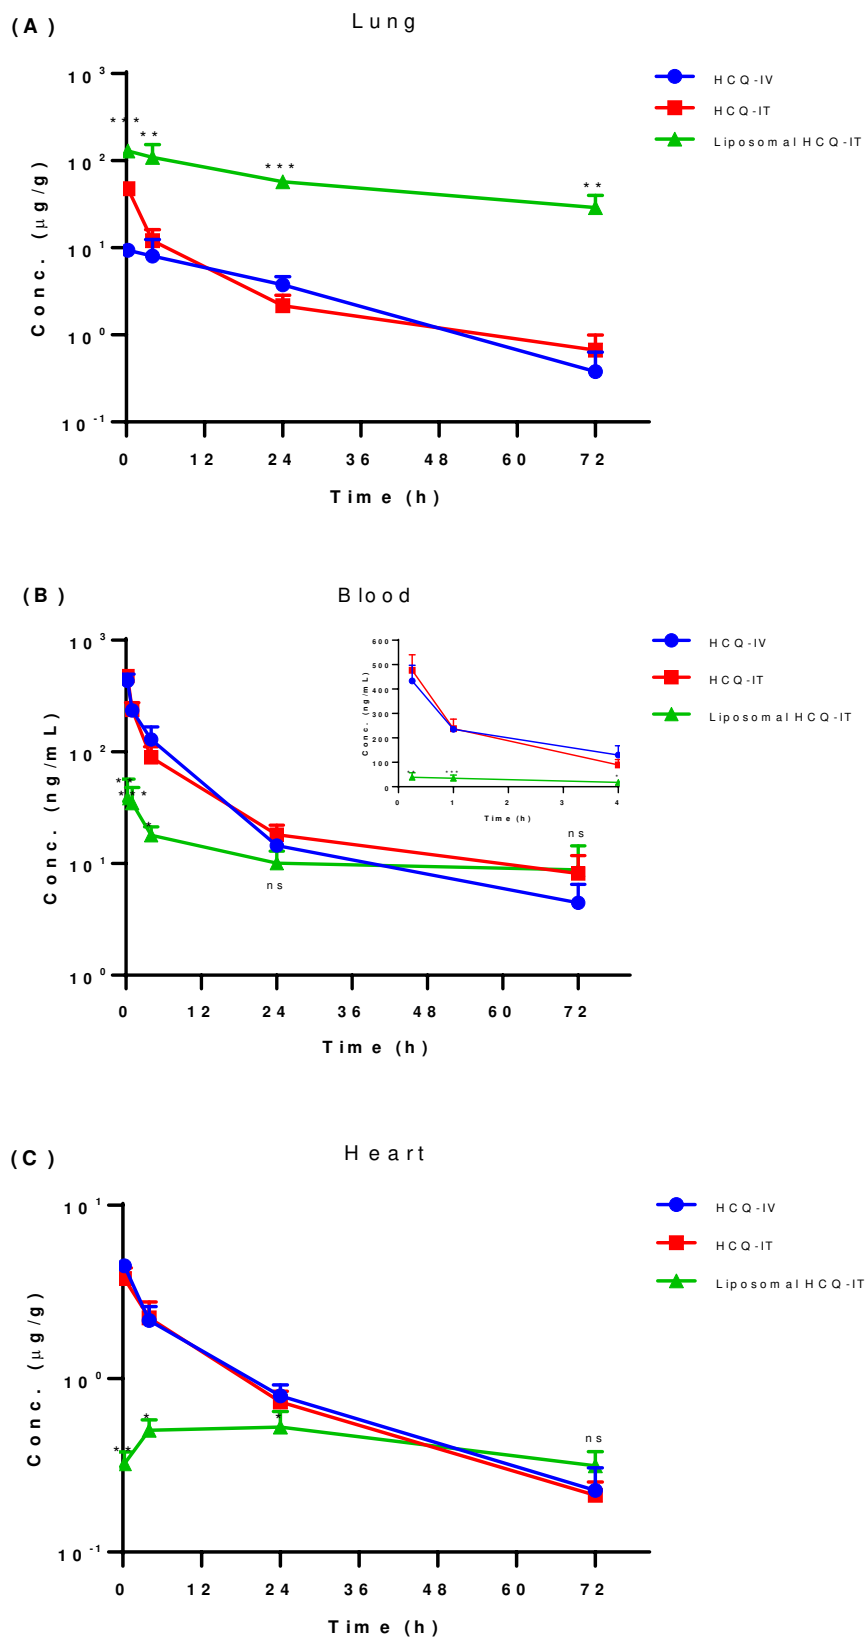 (A)
Lung
10³
10²
10¹
10⁰
10⁻¹
Conc. (µg/g)
***
**
***
**
0 12 24 36 48 60 72
Time (h)
HCQ-IV
HCQ-IT
Liposomal HCQ-IT
(B)
Blood
10³
10²
10¹
10⁰
Conc. (ng/mL)
ns
ns
0 12 24 36 48 60 72
Time (h)
600
500
400
300
200
100
0
Conc. (ng/mL)
***
0 1 2 3 4
Time (h)
HCQ-IV
HCQ-IT
Liposomal HCQ-IT
(C)
Heart
10¹
10⁰
10⁻¹
Conc. (µg/g)
**
*
*
ns
0 12 24 36 48 60 72
Time (h)
HCQ-IV
HCQ-IT
Liposomal HCQ-IT